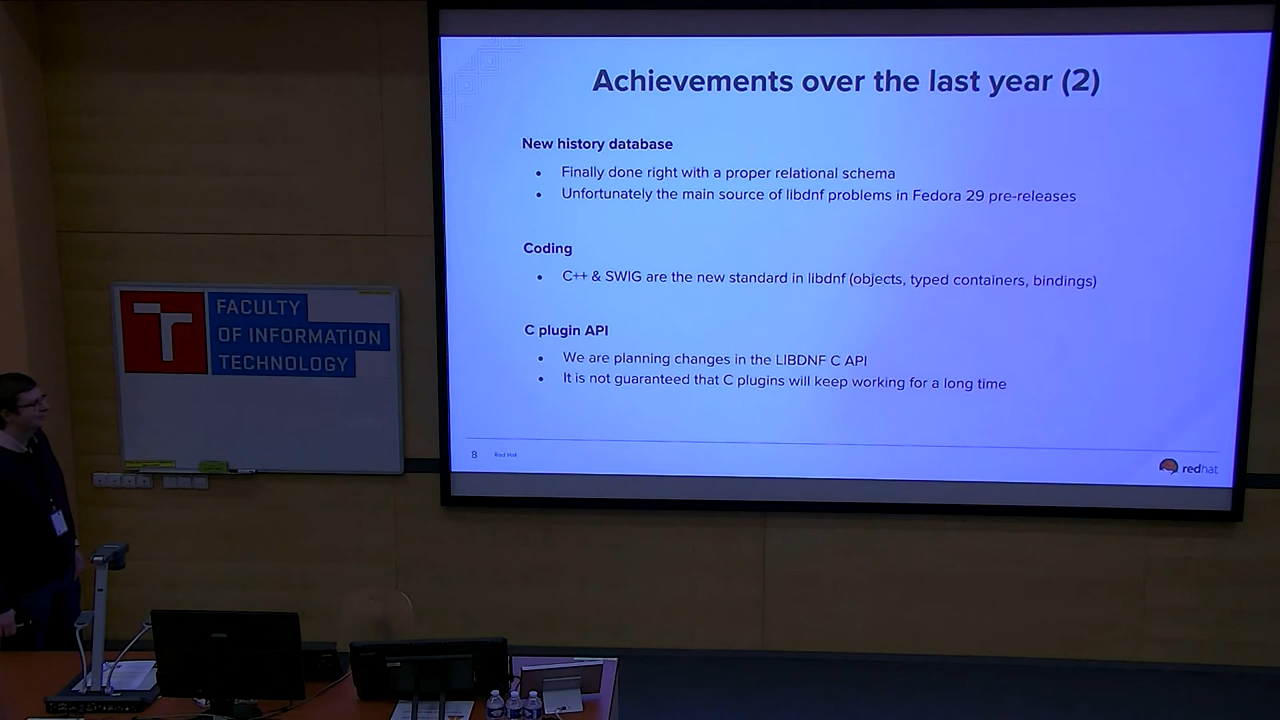 Achievements over the last year (2)
New history database
• Finally done right with a proper relational schema
• Unfortunately the main source of libdnf problems in Fedora 29 pre-releases
Coding
• C++ & SWIG are the new standard in libdnf (objects, typed containers, bindings)
C plugin API
• We are planning changes in the LIBDNF C API
• It is not guaranteed that C plugins will keep working for a long time
8 Red Hat
redhat
FACULTY
OF INFORMATION
TECHNOLOGY